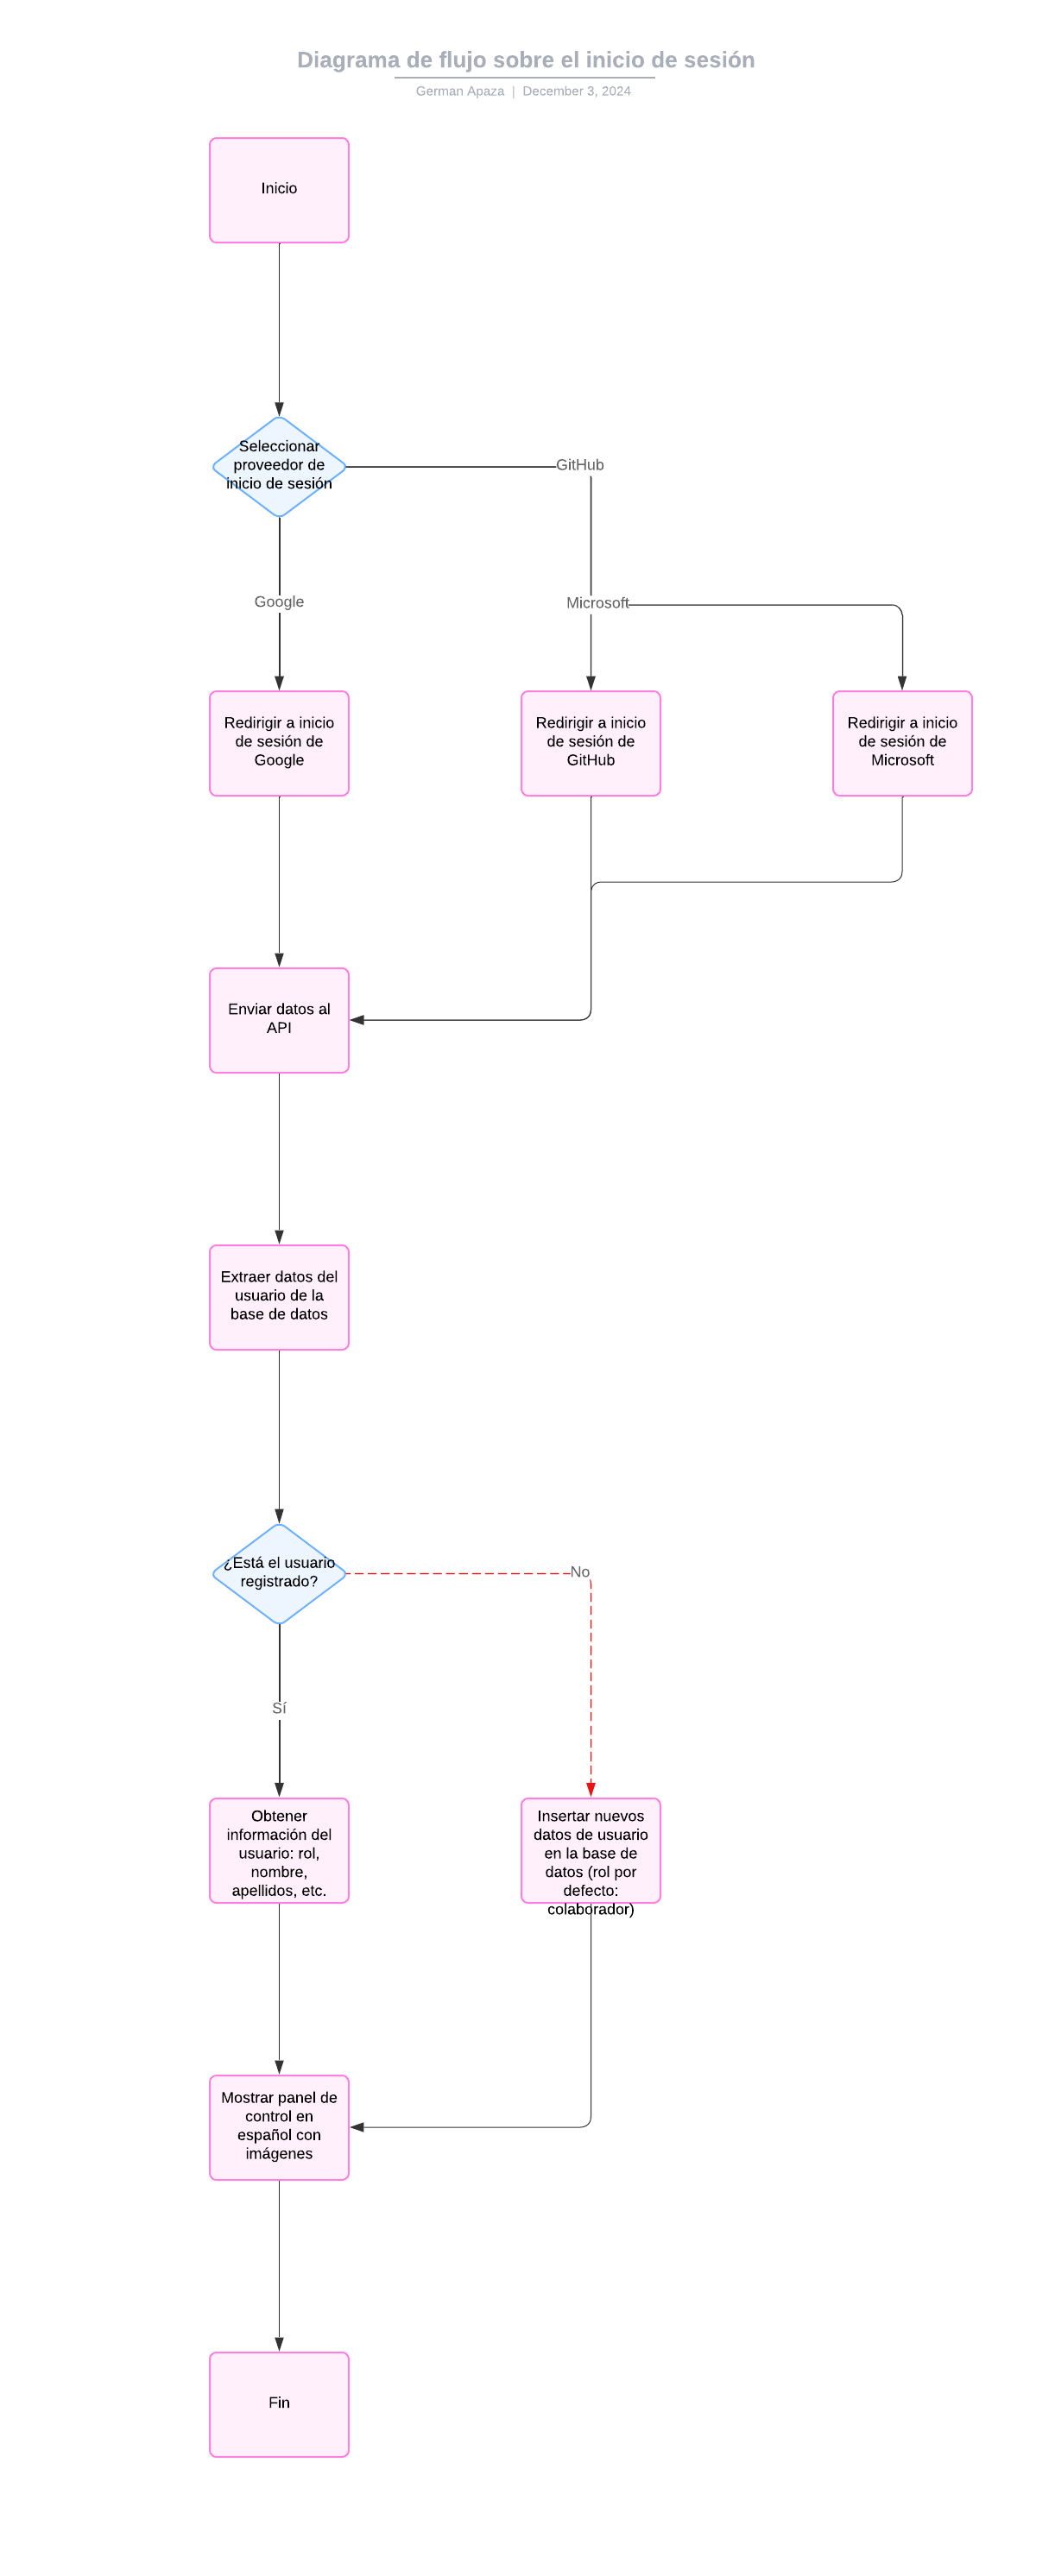 Diagrama de flujo sobre el inicio de sesión
German Apaza | December 3, 2024
Inicio
Seleccionar
proveedor de
inicio de sesión
GitHub
Google
Microsoft
Redirigir a inicio
de sesión de
Google
Redirigir a inicio
de sesión de
GitHub
Redirigir a inicio
de sesión de
Microsoft
Enviar datos al
API
Extraer datos del
usuario de la
base de datos
¿Está el usuario
registrado?
No
Sí
Obtener
información del
usuario: rol,
nombre,
apellidos, etc.
Insertar nuevos
datos de usuario
en la base de
datos (rol por
defecto:
colaborador)
Mostrar panel de
control en
español con
imágenes
Fin